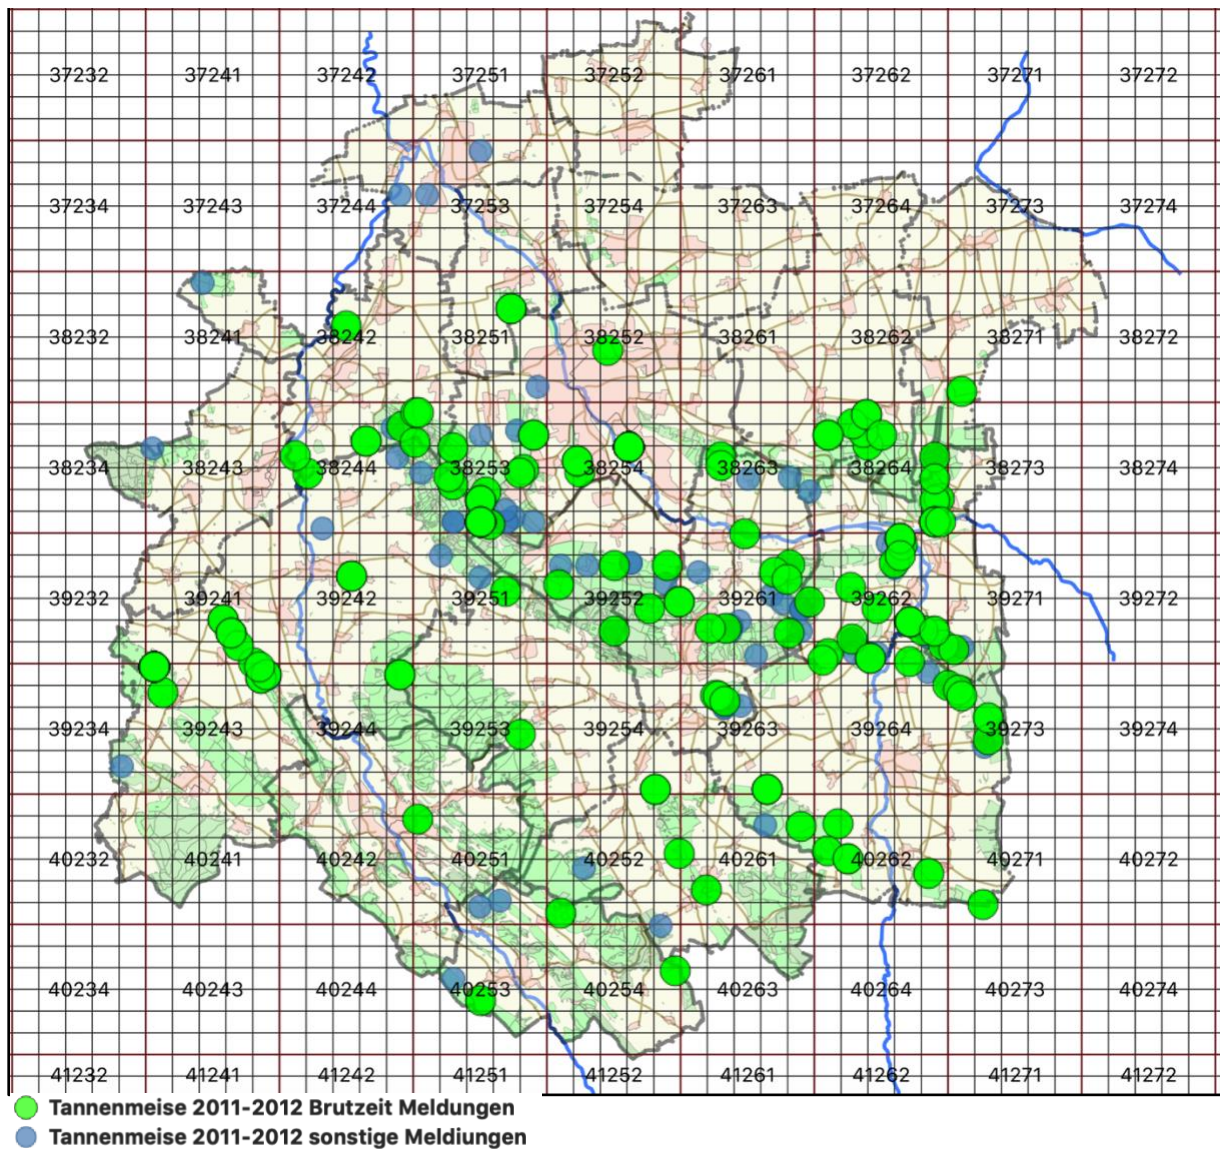 37232 37241 37242 37251 37252 37261 37262 37271 37272
37234 37243 37244 37253 37254 37263 37264 37273 37274
38232 38241 38242 38251 38252 38261 38262 38271 38272
38234 38243 38244 38253 38254 38263 38264 38273 38274
39232 39241 39242 39251 39252 39261 39262 39271 39272
39234 39243 39244 39253 39254 39263 39264 39273 39274
40232 40241 40242 40251 40252 40261 40262 40271 40272
40234 40243 40244 40253 40254 40263 40264 40273 40274
41232 41241 41242 41251 41252 41261 41262 41271 41272
Tannenmeise 2011-2012 Brutzeit Meldungen
Tannenmeise 2011-2012 sonstige Meldiungen